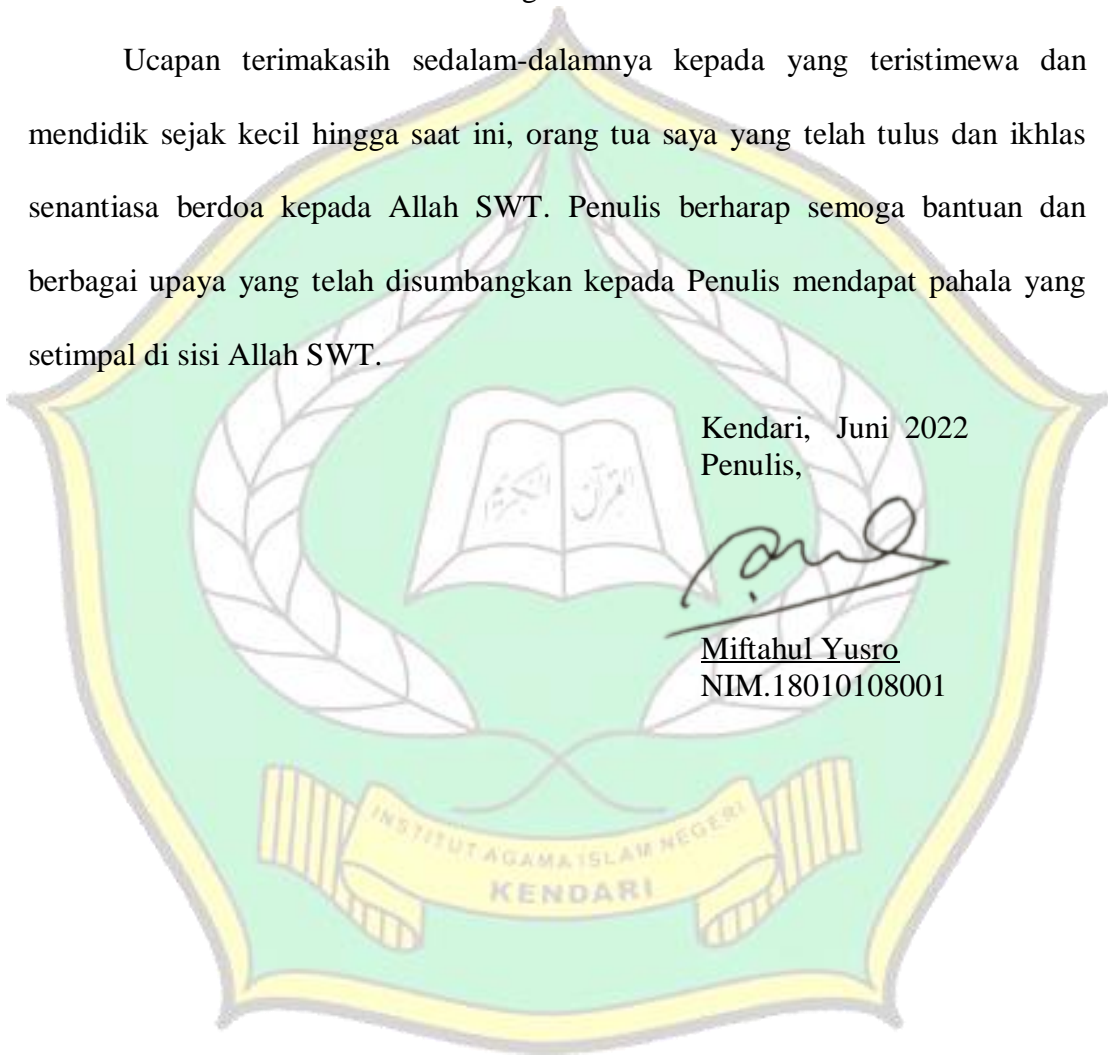 Ucapan terimakasih sedalam-dalamnya kepada yang teristimewa dan
mendidik sejak kecil hingga saat ini, orang tua saya yang telah tulus dan ikhlas
senantiasa berdoa kepada Allah SWT. Penulis berharap semoga bantuan dan
berbagai upaya yang telah disumbangkan kepada Penulis mendapat pahala yang
setimpal di sisi Allah SWT.
Kendari, Juni 2022
Penulis,
القرآن الكريم
Miftahul Yusro
NIM.18010108001
INSTITUT AGAMA ISLAM NEGERI
KENDARI